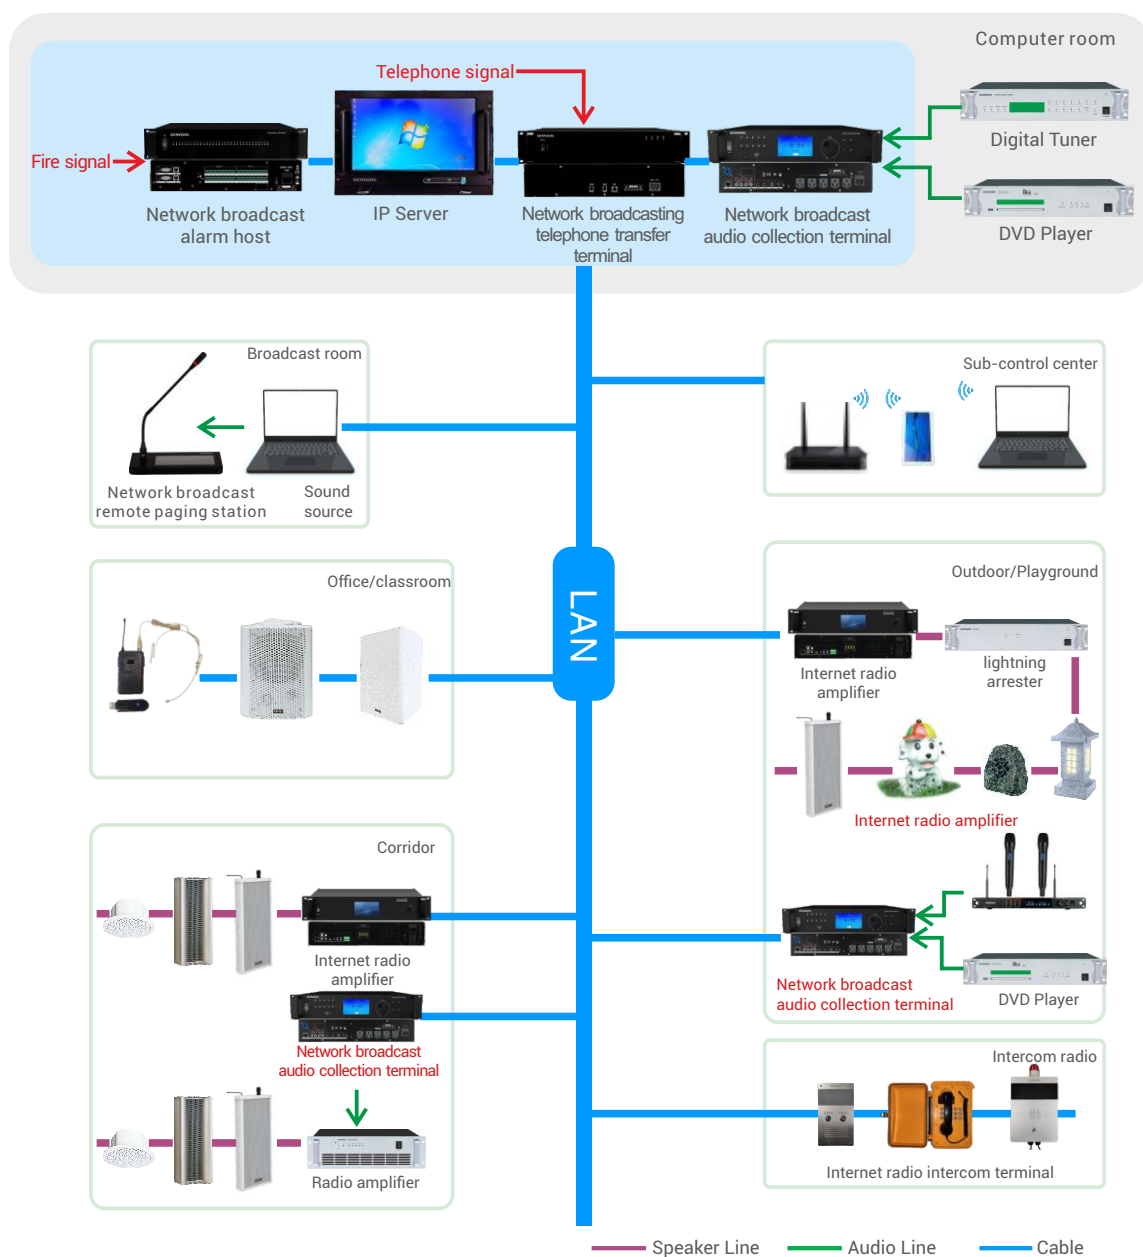 Computer room
Telephone signal
Fire signal
Digital Tuner
DVD Player
Network broadcast
alarm host
IP Server
Network broadcasting
telephone transfer
terminal
Network broadcast
audio collection terminal
Broadcast room
Network broadcast
remote paging station
Sound
source
Sub-control center
LAN
Office/classroom
Outdoor/Playground
Internet radio
amplifier
lightning
arrester
Internet radio amplifier
Network broadcast
audio collection terminal
DVD Player
Corridor
Internet radio
amplifier
Network broadcast
audio collection terminal
Radio amplifier
Intercom radio
Internet radio intercom terminal
Speaker Line
Audio Line
Cable